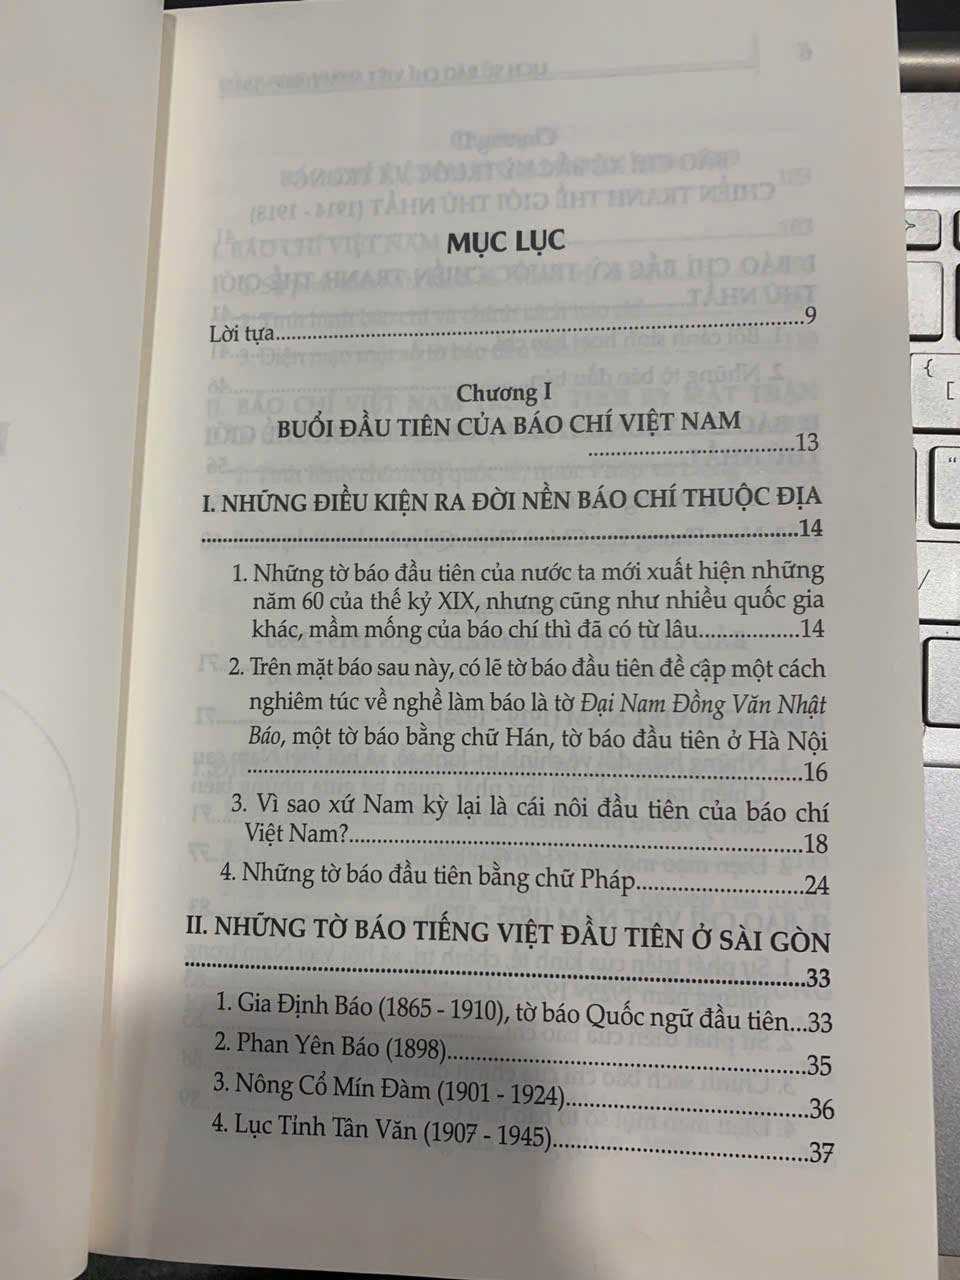 MỤC LỤC
Lời tựa........................................................................................9
Chương I
BUỔI ĐẦU TIÊN CỦA BÁO CHÍ VIỆT NAM
...................................13
I. NHỮNG ĐIỀU KIỆN RA ĐỜI NỀN BÁO CHÍ THUỘC ĐỊA
....................................................................................................14
1. Những tờ báo đầu tiên của nước ta mới xuất hiện những
năm 60 của thế kỷ XIX, nhưng cũng như nhiều quốc gia
khác, mầm mống của báo chí thì đã có từ lâu.................14
2. Trên mặt báo sau này, có lẽ tờ báo đầu tiên đề cập một cách
nghiêm túc về nghề làm báo là tờ Đại Nam Đồng Văn Nhật
Báo, một tờ báo bằng chữ Hán, tờ báo đầu tiên ở Hà Nội
.............................................................................................16
3. Vì sao xứ Nam kỳ lại là cái nôi đầu tiên của báo chí
Việt Nam?............................................................................18
4. Những tờ báo đầu tiên bằng chữ Pháp............................24
II. NHỮNG TỜ BÁO TIẾNG VIỆT ĐẦU TIÊN Ở SÀI GÒN
....................................................................................................33
1. Gia Định Báo (1865 - 1910), tờ báo Quốc ngữ đầu tiên...33
2. Phan Yên Báo (1898)...........................................................35
3. Nông Cổ Mín Đàm (1901 - 1924)........................................36
4. Lục Tỉnh Tân Văn (1907 - 1945)..........................................37